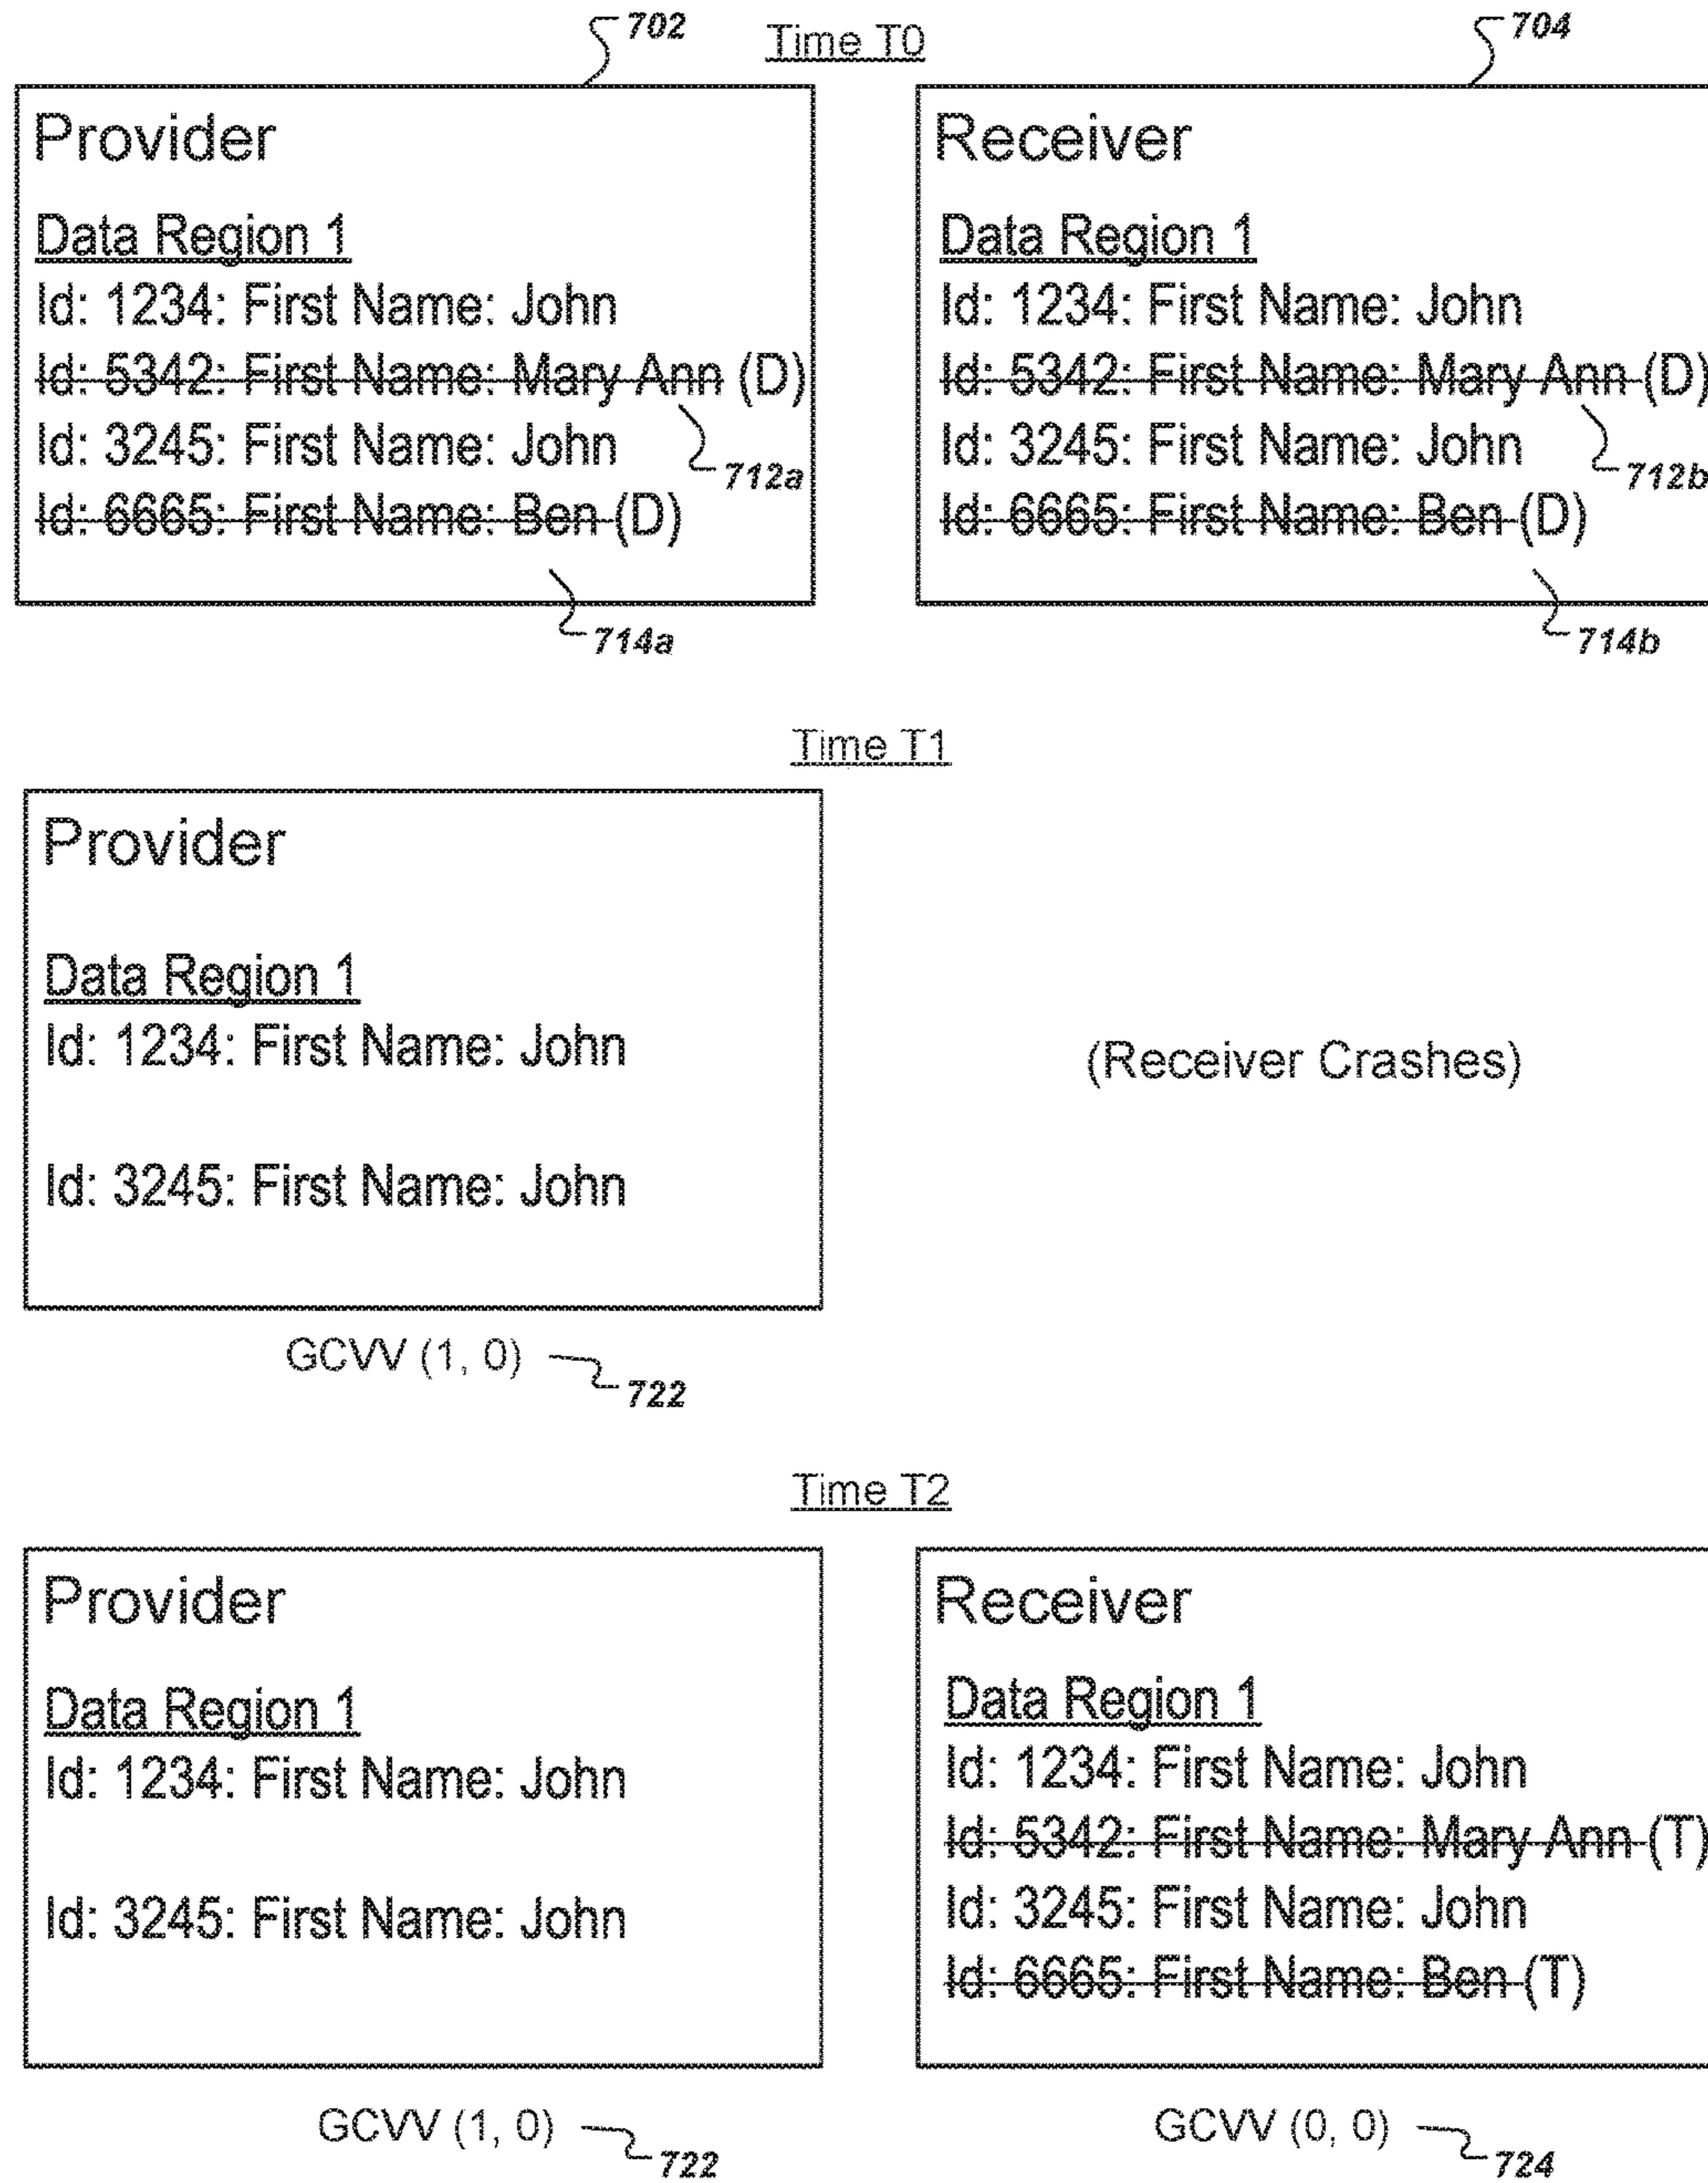 702
Time T0
704
Provider
Data Region 1
Id: 1234: First Name: John
Id: 5342: First Name: Mary Ann (D)
Id: 3245: First Name: John
712a
Id: 6665: First Name: Ben (D)
714a
Receiver
Data Region 1
Id: 1234: First Name: John
Id: 5342: First Name: Mary Ann (D)
Id: 3245: First Name: John
712b
Id: 6665: First Name: Ben (D)
714b
Time T1
Provider
Data Region 1
Id: 1234: First Name: John
Id: 3245: First Name: John
GCVV (1, 0)
722
(Receiver Crashes)
Time T2
Provider
Data Region 1
Id: 1234: First Name: John
Id: 3245: First Name: John
GCVV (1, 0)
722
Receiver
Data Region 1
Id: 1234: First Name: John
Id: 5342: First Name: Mary Ann (T)
Id: 3245: First Name: John
Id: 6665: First Name: Ben (T)
GCVV (0, 0)
724